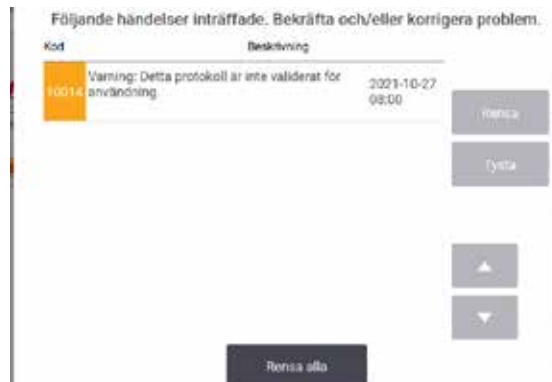 Följande händelser inträffade. Bekräfta och/eller korrigera problem.
Kod Beskrivning
10014 Varning: Detta protokoll är inte validerat för användning. 2021-10-27 08:00
Rensa
Tysta
Rensa alla